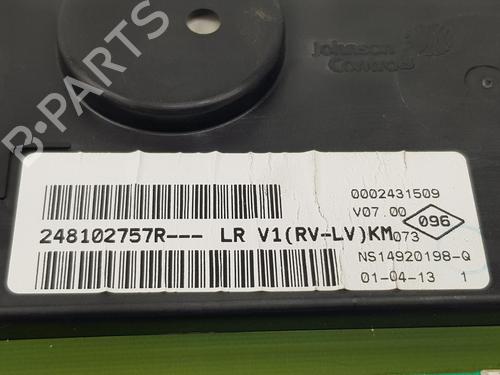 Johnson
Controls
B-PARTS
0002431509
V07.00
096
248102757R--- LR V1(RV-LV)KM
073
NS14920198-Q
01-04-13 1